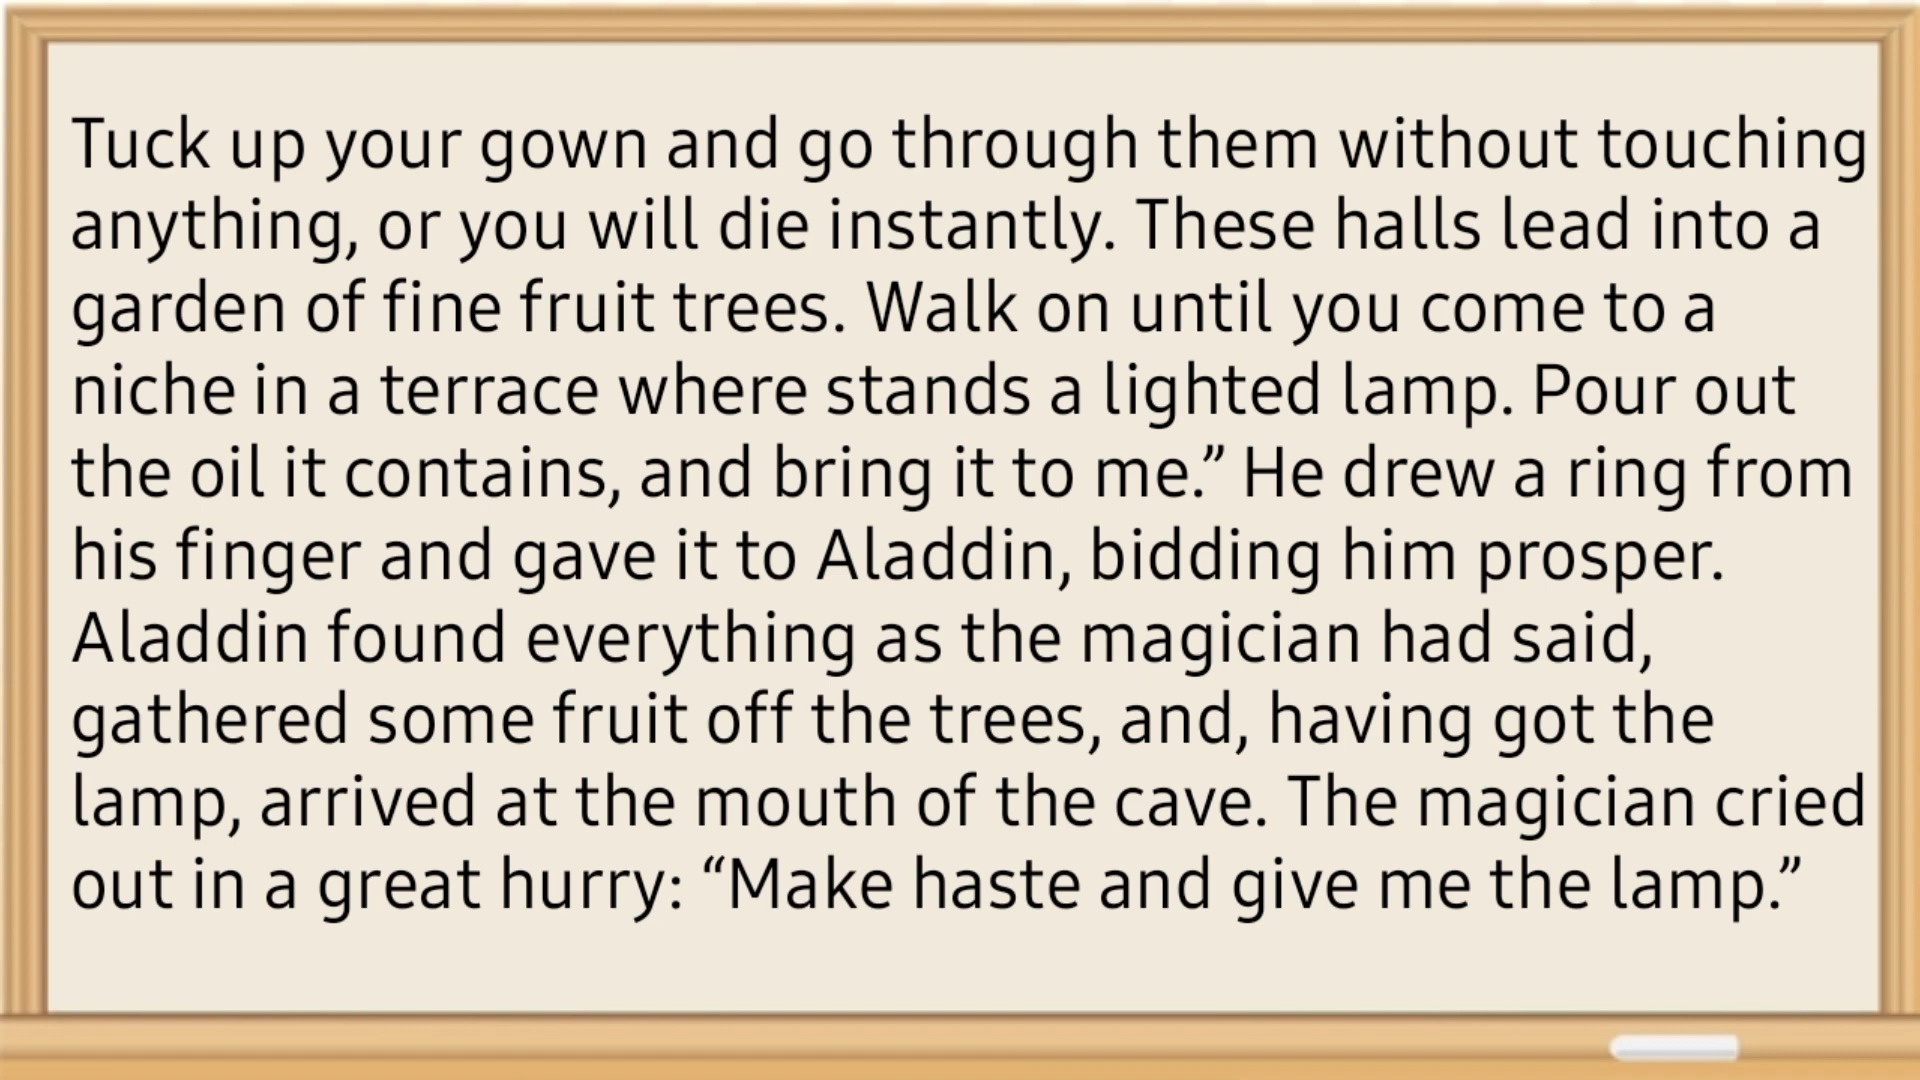 Tuck up your gown and go through them without touching
anything, or you will die instantly. These halls lead into a
garden of fine fruit trees. Walk on until you come to a
niche in a terrace where stands a lighted lamp. Pour out
the oil it contains, and bring it to me.” He drew a ring from
his finger and gave it to Aladdin, bidding him prosper.
Aladdin found everything as the magician had said,
gathered some fruit off the trees, and, having got the
lamp, arrived at the mouth of the cave. The magician cried
out in a great hurry: “Make haste and give me the lamp.”